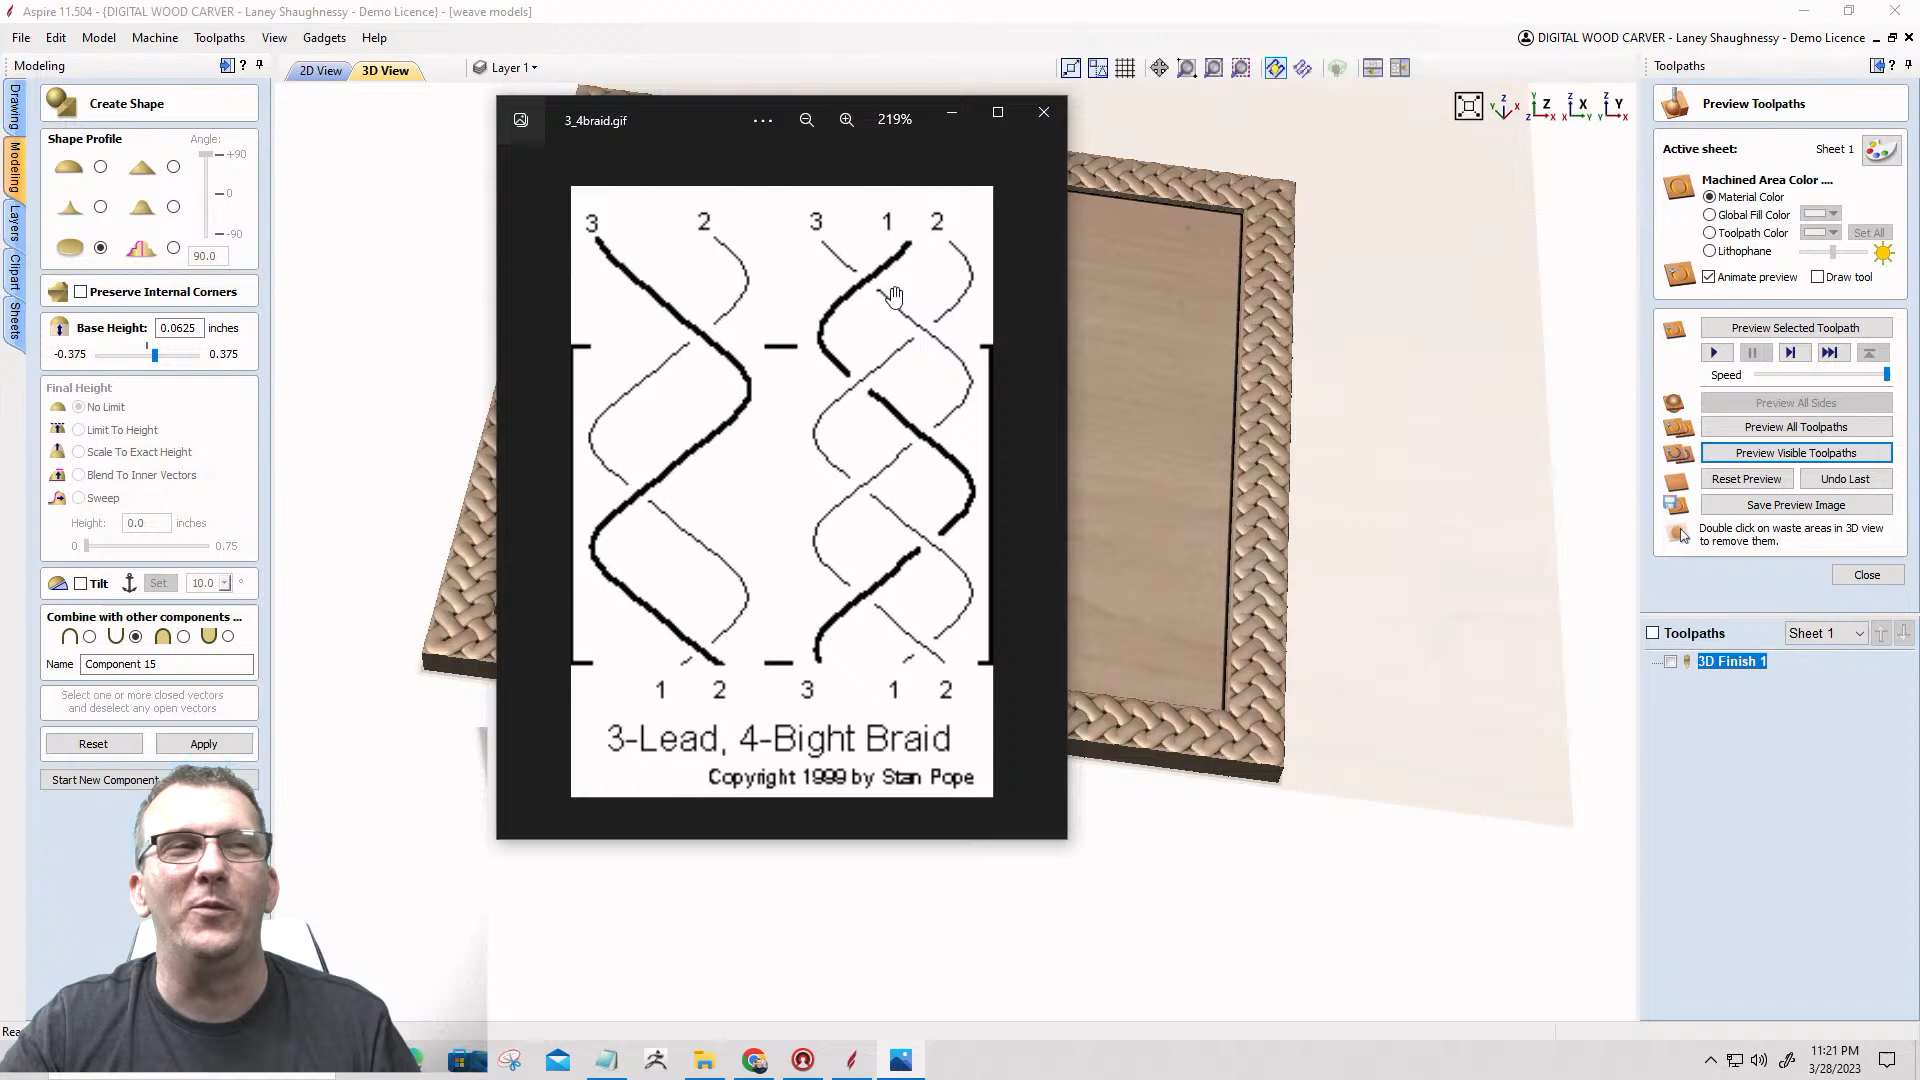 Aspire 11.504 - {DIGITAL WOOD CARVER - Laney Shaughnessy - Demo Licence} - [weave models]
File Edit Model Machine Toolpaths View Gadgets Help
DIGITAL WOOD CARVER - Laney Shaughnessy - Demo Licence
Modeling
2D View
3D View
Layer 1
Toolpaths
Drawing
Modeling
Layers
Clipart
Sheets
Create Shape
Shape Profile
Angle:
+90
0
-90
90.0
Preserve Internal Corners
Base Height: 0.0625 inches
-0.375 0.375
Final Height
No Limit
Limit To Height
Scale To Exact Height
Blend To Inner Vectors
Sweep
Height: 0.0 inches
0 0.75
Tilt Set 10.0 °
Combine with other components ...
Name Component 15
Select one or more closed vectors
and deselect any open vectors
Reset Apply
Start New Component
3_4braid.gif
219%
3 2 3 1 2
1 2 3 1 2
3-Lead, 4-Bight Braid
Copyright 1999 by Stan Pope
Z
Y X
Y
Z
Z X
Z
X
Y X
Z
Y
Z X
Preview Toolpaths
Active sheet: Sheet 1
Machined Area Color ....
Material Color
Global Fill Color
Toolpath Color Set All
Lithophane
Animate preview Draw tool
Preview Selected Toolpath
Speed
Preview All Sides
Preview All Toolpaths
Preview Visible Toolpaths
Reset Preview Undo Last
Save Preview Image
Double click on waste areas in 3D view
to remove them.
Close
Toolpaths Sheet 1
3D Finish 1
11:21 PM
3/28/2023